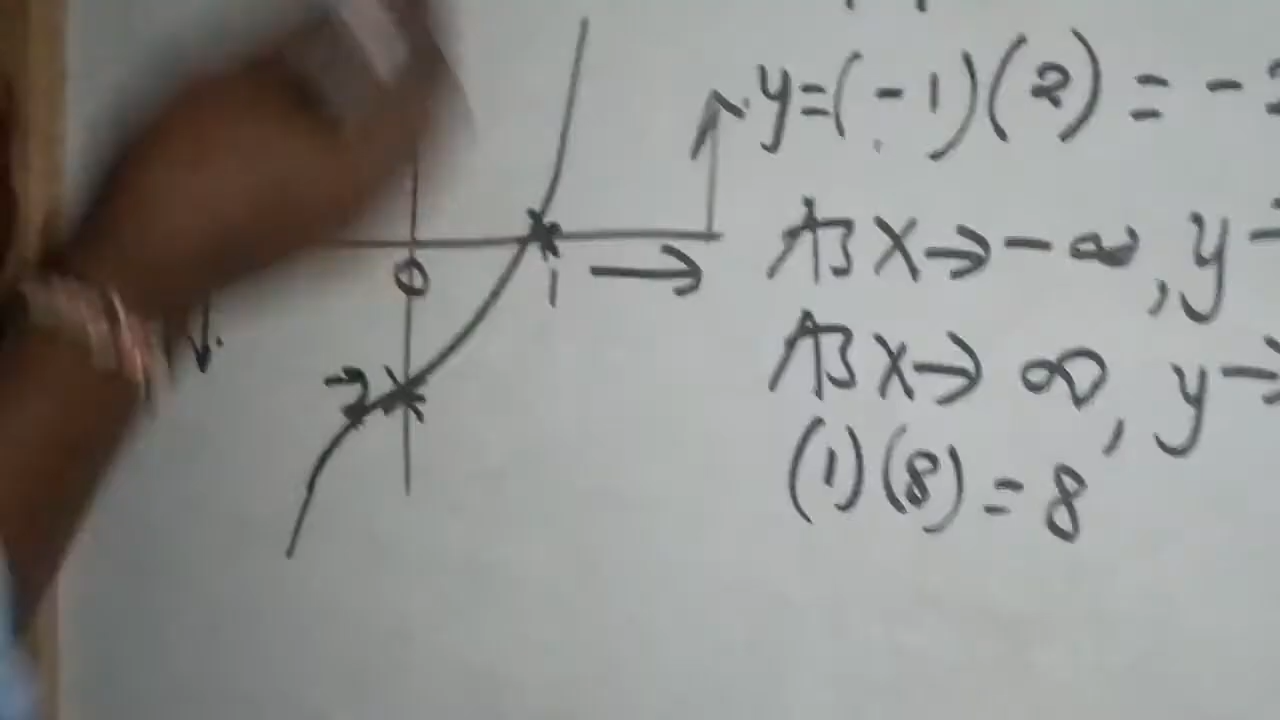 y=(-1)(2) = -
As x→-∞, y-
As x→ ∞, y→
(1)(8) = 8
0
1
-2